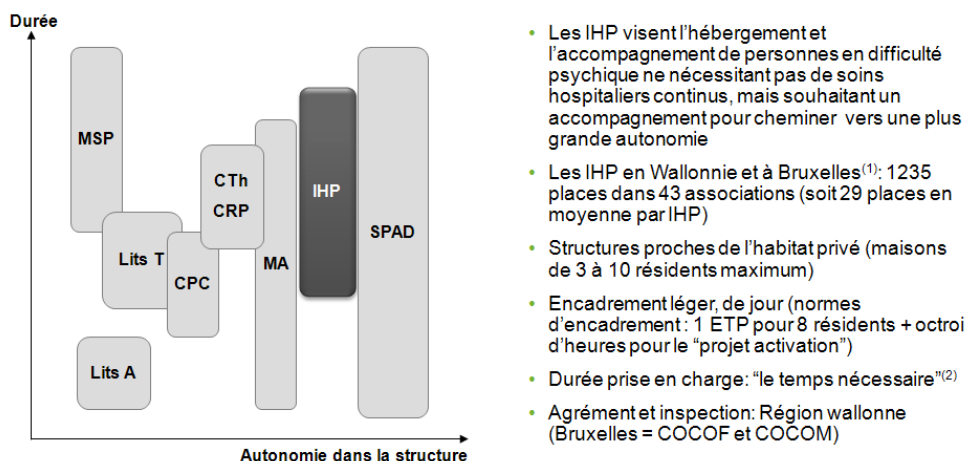 Durée
MSP
Lits T
CPC
CTh
CRP
MA
IHP
SPAD
Lits A
Autonomie dans la structure
• Les IHP visent l'hébergement et
l'accompagnement de personnes en difficulté
psychique ne nécessitant pas de soins
hospitaliers continus, mais souhaitant un
accompagnement pour cheminer vers une plus
grande autonomie
• Les IHP en Wallonie et à Bruxelles(1): 1235
places dans 43 associations (soit 29 places en
moyenne par IHP)
• Structures proches de l'habitat privé (maisons
de 3 à 10 résidents maximum)
• Encadrement léger, de jour (normes
d'encadrement : 1 ETP pour 8 résidents + octroi
d'heures pour le "projet activation")
• Durée prise en charge: "le temps nécessaire"(2)
• Agrément et inspection: Région wallonne
(Bruxelles = COCOF et COCOM)